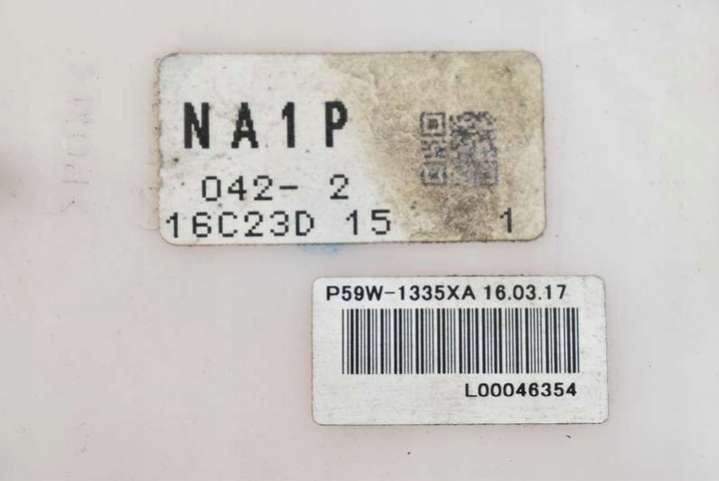 NA1P
042- 2
16C23D 15 1
P59W-1335XA 16.03.17
L00046354